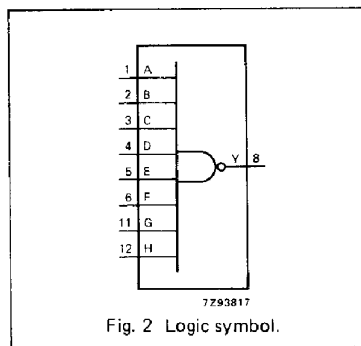 1 A
2 B
3 C
4 D
5 E
6 F
11 G
12 H
Y 8
7Z93817
Fig. 2 Logic symbol.